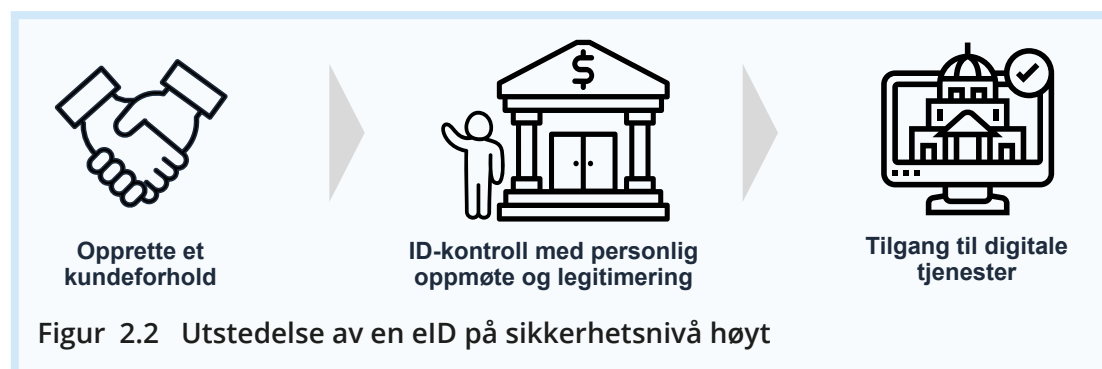 $
Opprette et
kundeforhold
ID-kontroll med personlig
oppmøte og legitimering
Tilgang til digitale
tjenester
Figur 2.2 Utstedelse av en eID på sikkerhetsnivå høyt